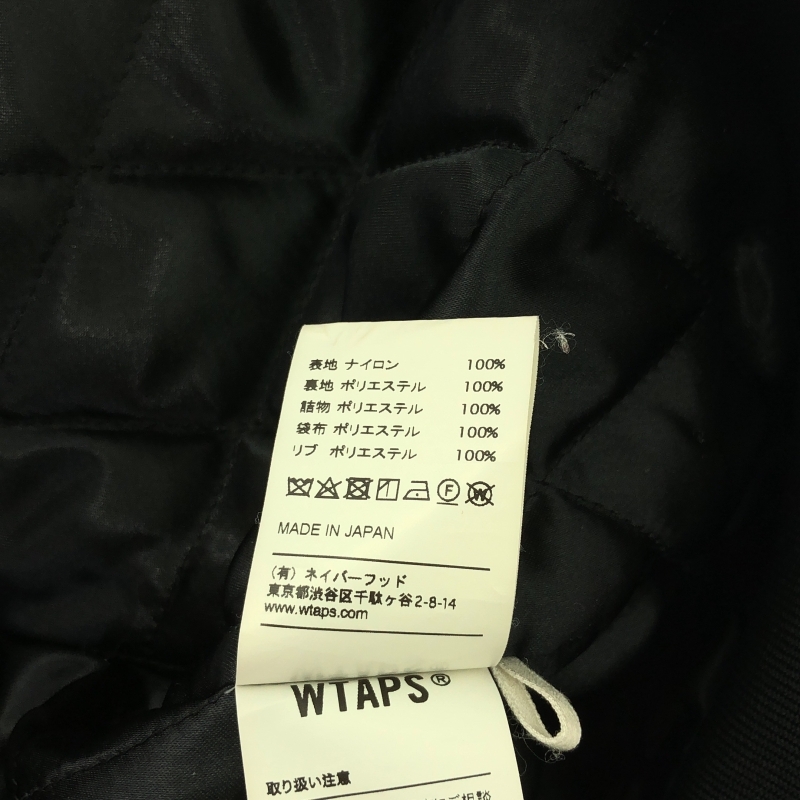 表地 ナイロン 100%
裏地 ポリエステル 100%
詰物 ポリエステル 100%
袋布 ポリエステル 100%
リブ ポリエステル 100%
F W
MADE IN JAPAN
(有) ネイバーフッド
東京都渋谷区千駄ヶ谷2-8-14
www.wtaps.com
WTAPS®
取り扱い注意
ご相談